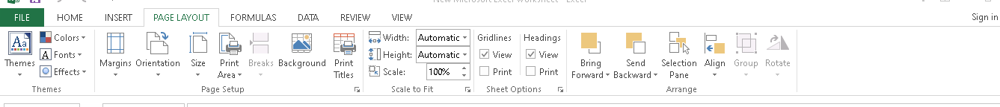 New Microsoft Excel Worksheet - Excel
FILE HOME INSERT PAGE LAYOUT FORMULAS DATA REVIEW VIEW Sign in
Aa Colors Width: Automatic Gridlines Headings
A Fonts Height: Automatic View View
Themes Effects Margins Orientation Size Print Area Breaks Background Print Titles Scale: 100% Print Print Bring Forward Send Backward Selection Pane Align Group Rotate
Themes Page Setup Scale to Fit Sheet Options Arrange